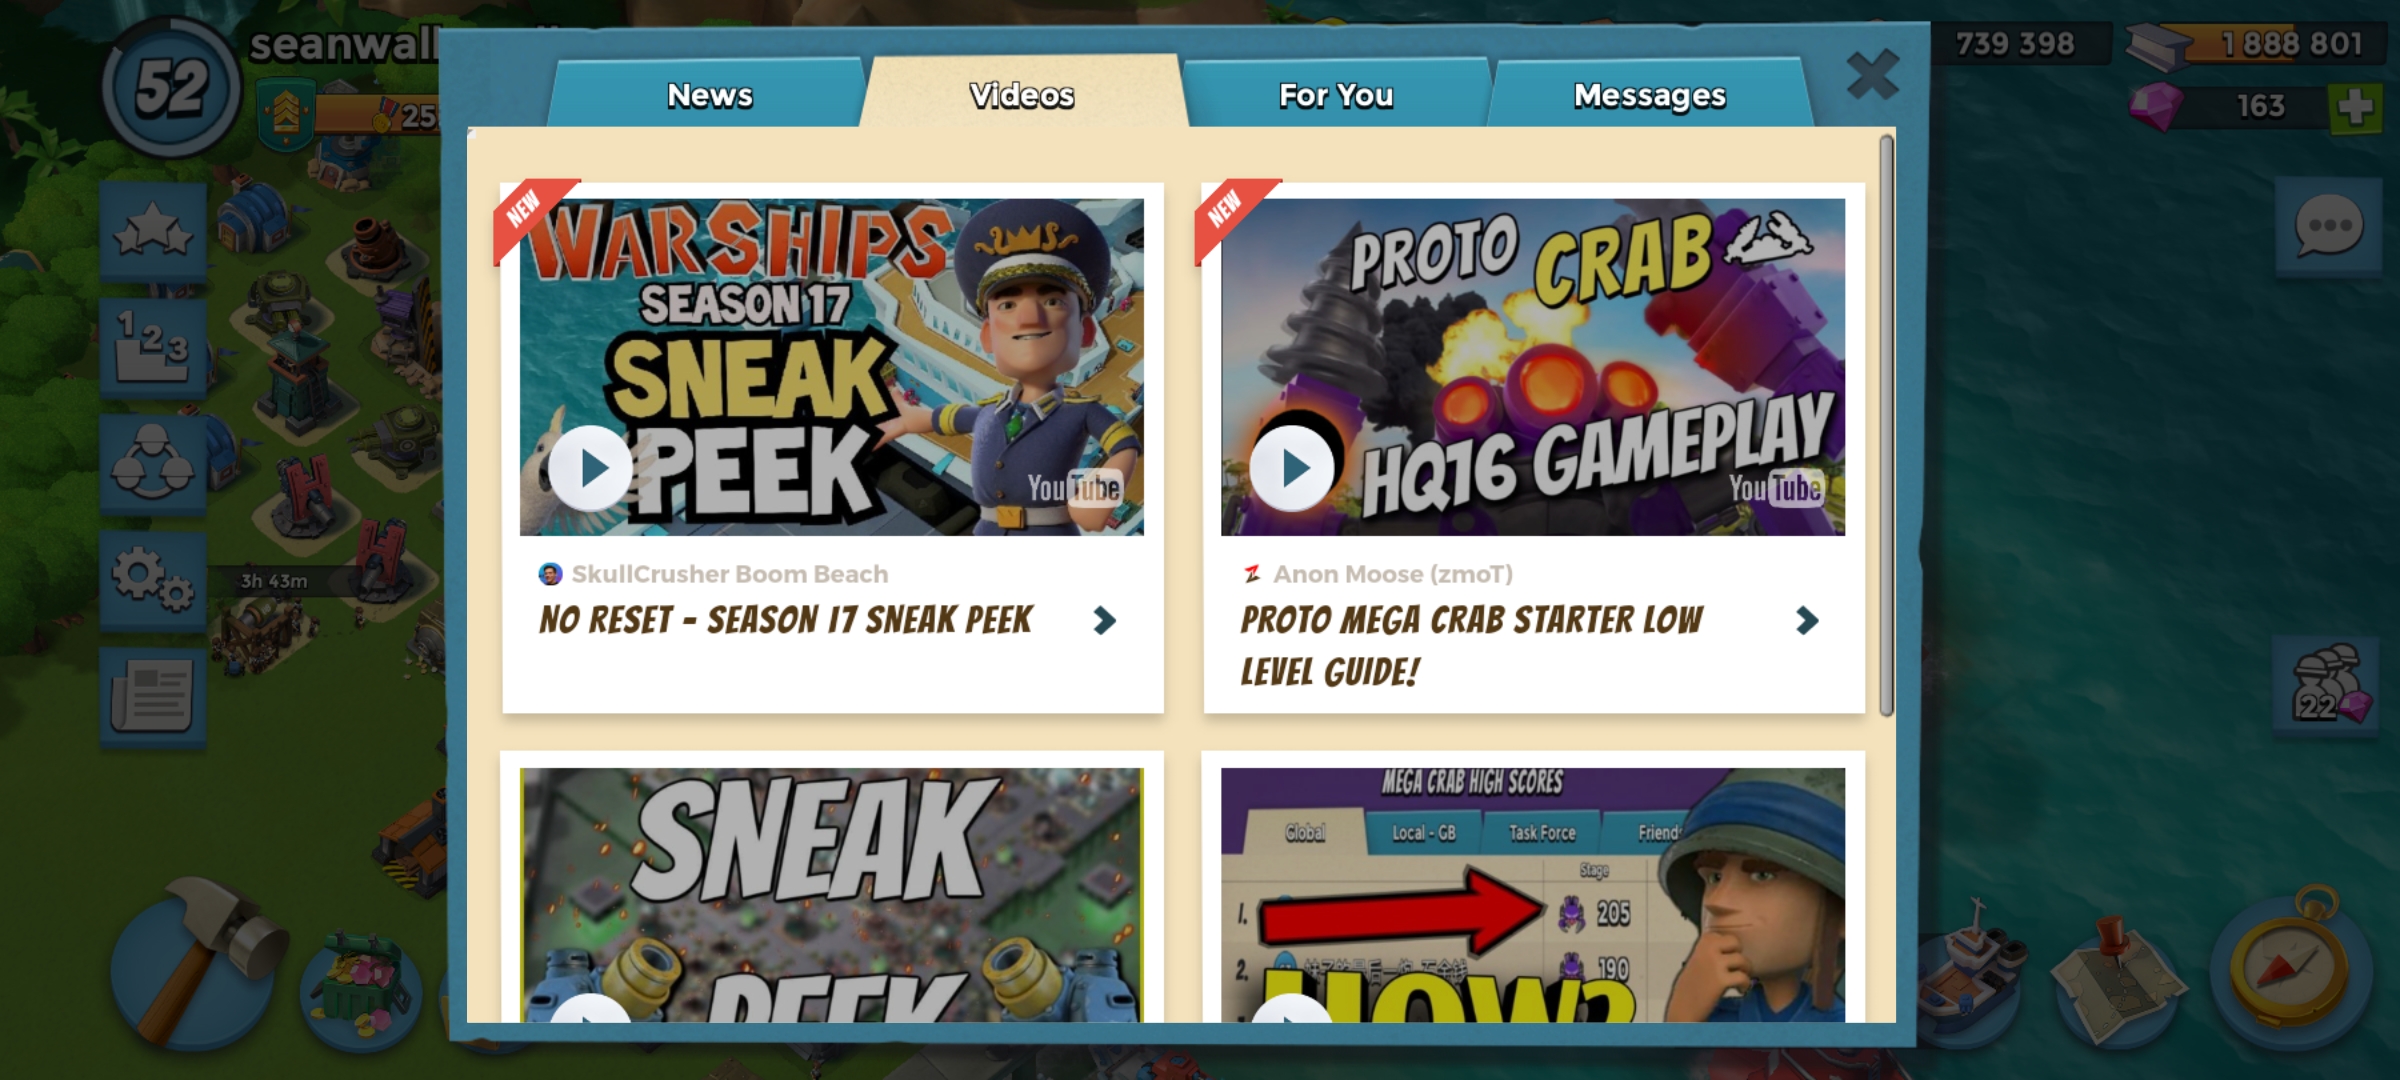 52
seanwall
25
739 398
1 888 801
163
News
Videos
For You
Messages
NEW
WARSHIPS
SEASON 17
SNEAK
PEEK
YouTube
SkullCrusher Boom Beach
NO RESET - SEASON 17 SNEAK PEEK
NEW
PROTO CRAB
HQ16 GAMEPLAY
YouTube
Anon Moose (zmoT)
PROTO MEGA CRAB STARTER LOW
LEVEL GUIDE!
SNEAK
PEEK
MEGA CRAB HIGH SCORES
Global
Local - GB
Task Force
Friends
Stage
1.
205
2.
190
HOW?
123
3h 43m
22